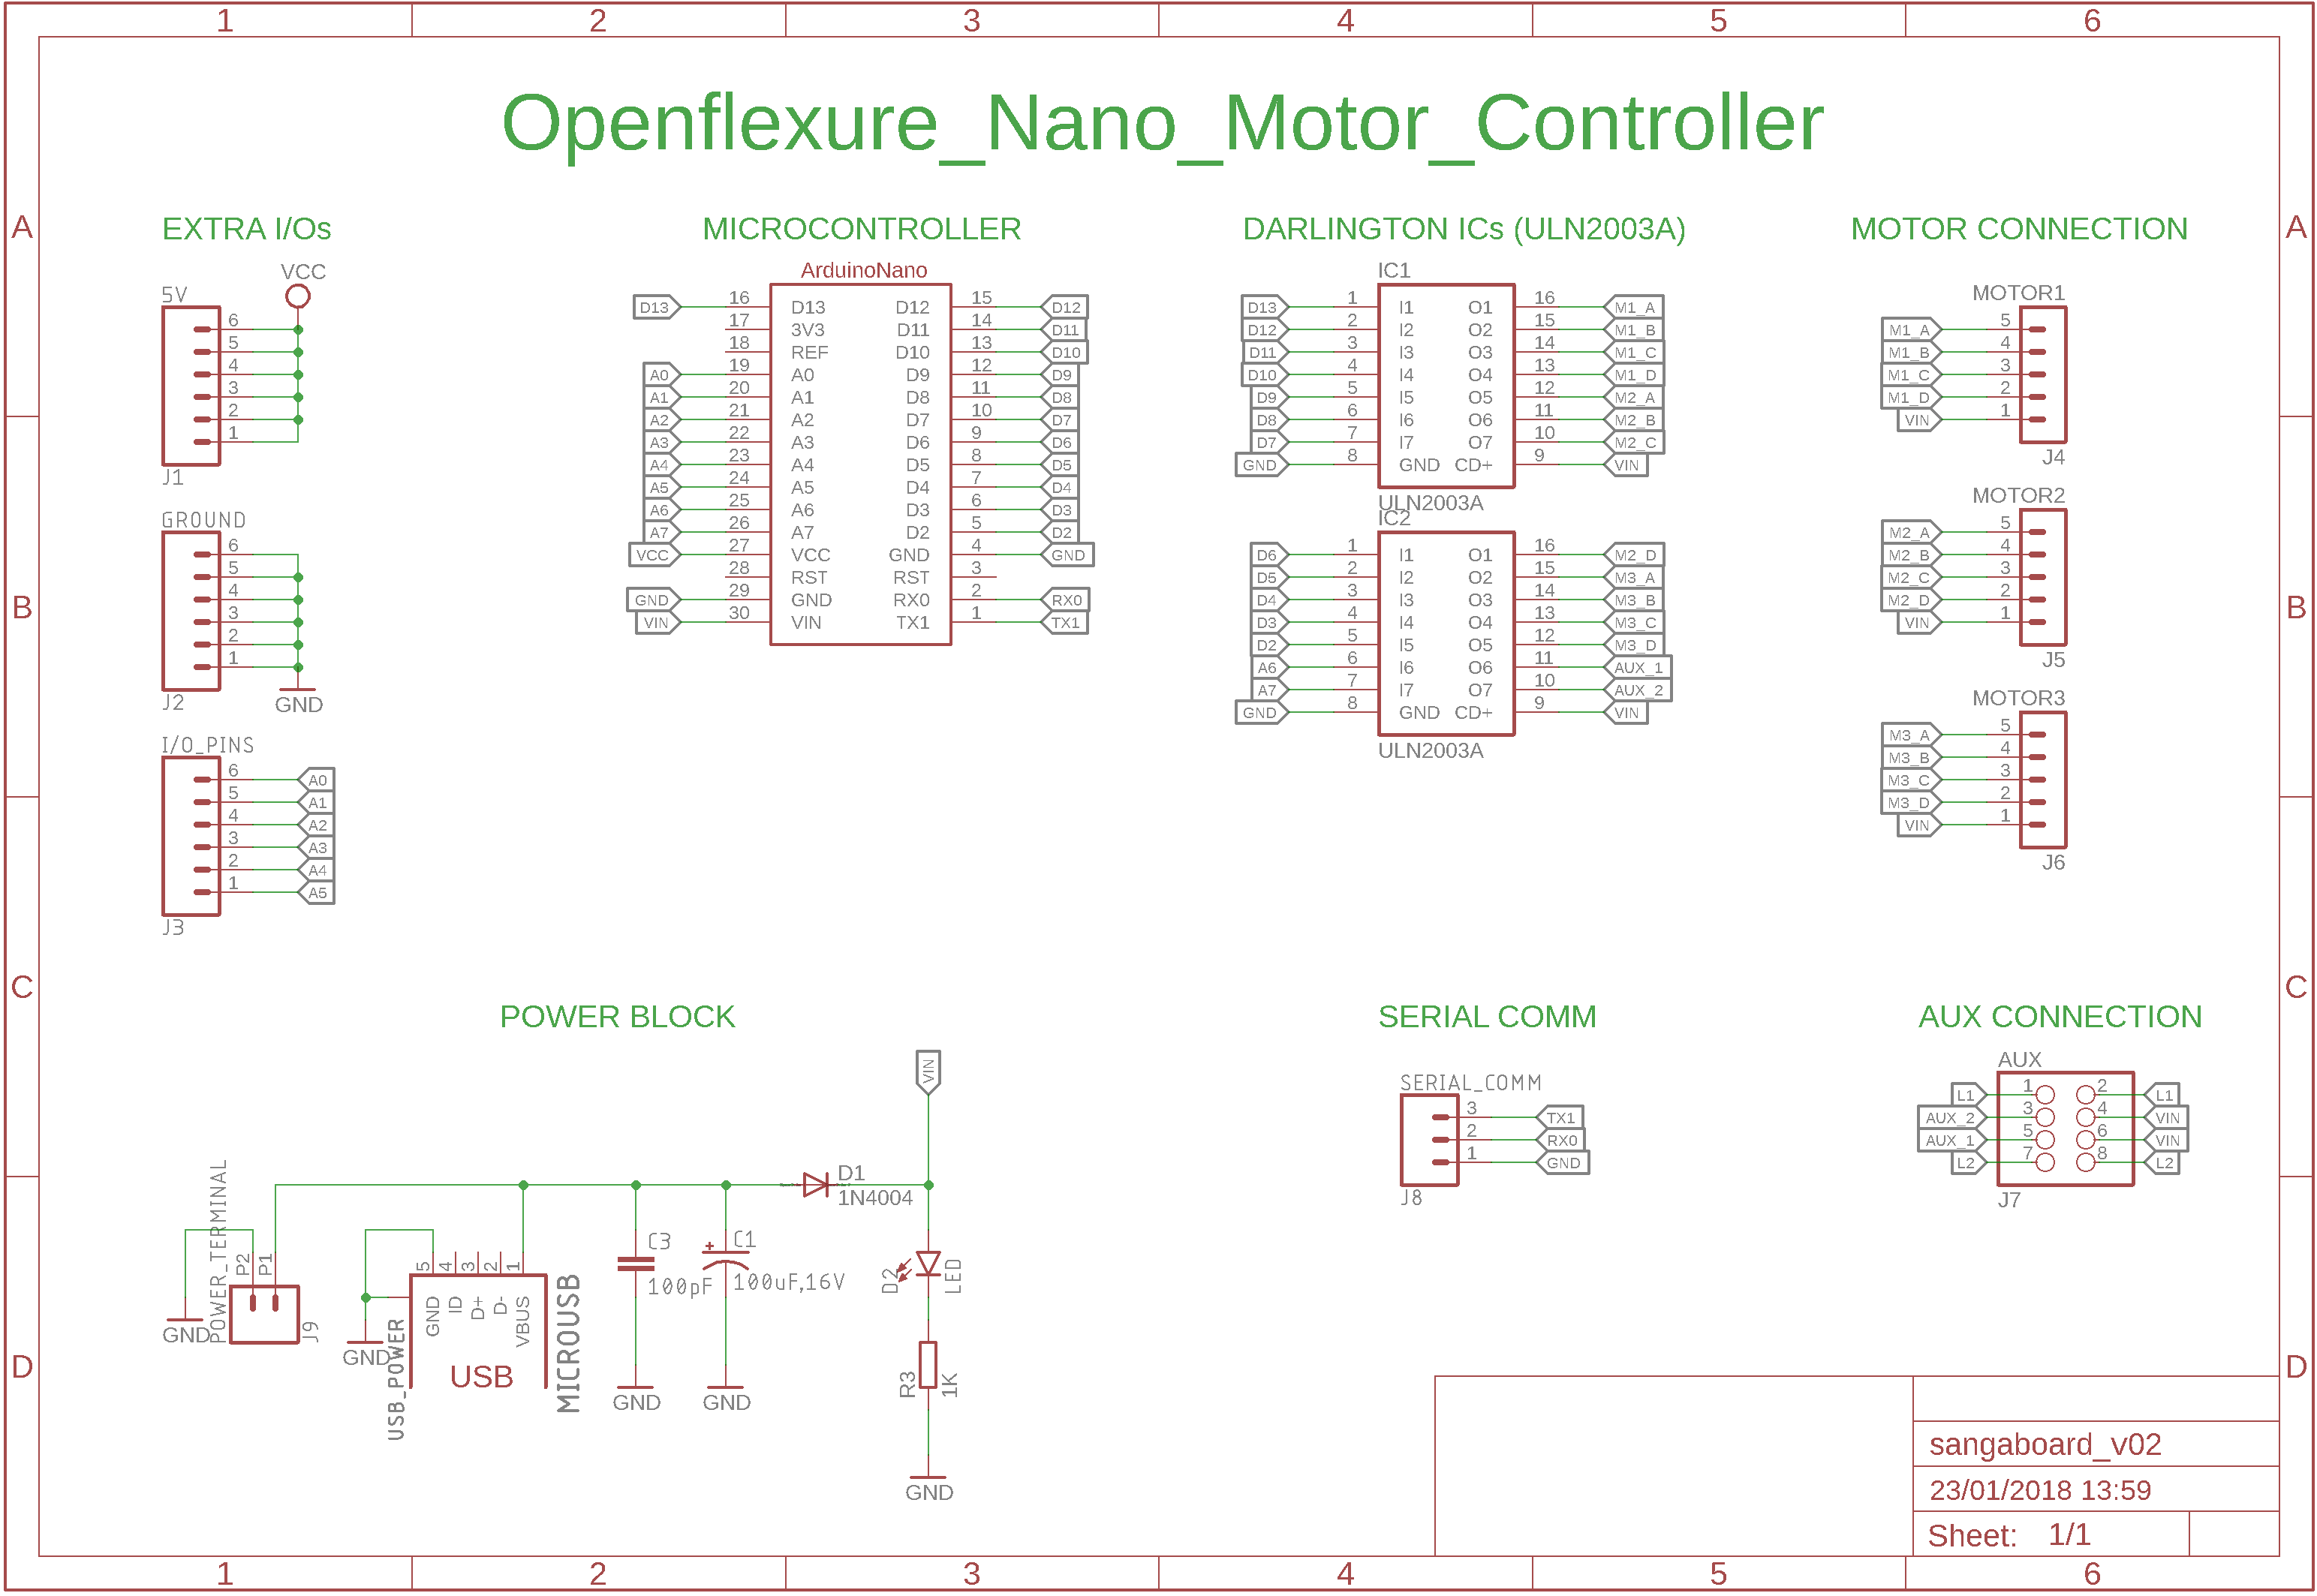 1 2 3 4 5 6
Openflexure_Nano_Motor_Controller
A A
B B
C C
D D
EXTRA I/Os
VCC
5V
6
5
4
3
2
1
J1
GROUND
6
5
4
3
2
1
GND
J2
I/O_PINS
6 A0
5 A1
4 A2
3 A3
2 A4
1 A5
J3
MICROCONTROLLER
ArduinoNano
D13 16 D13 D12 15 D12
17 3V3 D11 14 D11
18 REF D10 13 D10
A0 19 A0 D9 12 D9
A1 20 A1 D8 11 D8
A2 21 A2 D7 10 D7
A3 22 A3 D6 9 D6
A4 23 A4 D5 8 D5
A5 24 A5 D4 7 D4
A6 25 A6 D3 6 D3
A7 26 A7 D2 5 D2
VCC 27 VCC GND 4 GND
28 RST RST 3
GND 29 GND RX0 2 RX0
VIN 30 VIN TX1 1 TX1
DARLINGTON ICs (ULN2003A)
IC1
D13 1 I1 O1 16 M1_A
D12 2 I2 O2 15 M1_B
D11 3 I3 O3 14 M1_C
D10 4 I4 O4 13 M1_D
D9 5 I5 O5 12 M2_A
D8 6 I6 O6 11 M2_B
D7 7 I7 O7 10 M2_C
GND 8 GND CD+ 9 VIN
ULN2003A
IC2
D6 1 I1 O1 16 M2_D
D5 2 I2 O2 15 M3_A
D4 3 I3 O3 14 M3_B
D3 4 I4 O4 13 M3_C
D2 5 I5 O5 12 M3_D
A6 6 I6 O6 11 AUX_1
A7 7 I7 O7 10 AUX_2
GND 8 GND CD+ 9 VIN
ULN2003A
MOTOR CONNECTION
MOTOR1
M1_A 5
M1_B 4
M1_C 3
M1_D 2
VIN 1
J4
MOTOR2
M2_A 5
M2_B 4
M2_C 3
M2_D 2
VIN 1
J5
MOTOR3
M3_A 5
M3_B 4
M3_C 3
M3_D 2
VIN 1
J6
POWER BLOCK
VIN
D1
1N4004
POWER_TERMINAL
P2 P1
GND
J9
5 4 3 2 1
GND ID D+ D- VBUS
GND
USB_POWER
USB
MICROUSB
C3
100pF
GND
+ C1
100uF,16V
GND
D2
LED
R3
1K
GND
SERIAL COMM
SERIAL_COMM
3 TX1
2 RX0
1 GND
J8
AUX CONNECTION
AUX
L1 1 2 L1
AUX_2 3 4 VIN
AUX_1 5 6 VIN
L2 7 8 L2
J7
sangaboard_v02
23/01/2018 13:59
Sheet: 1/1
1 2 3 4 5 6